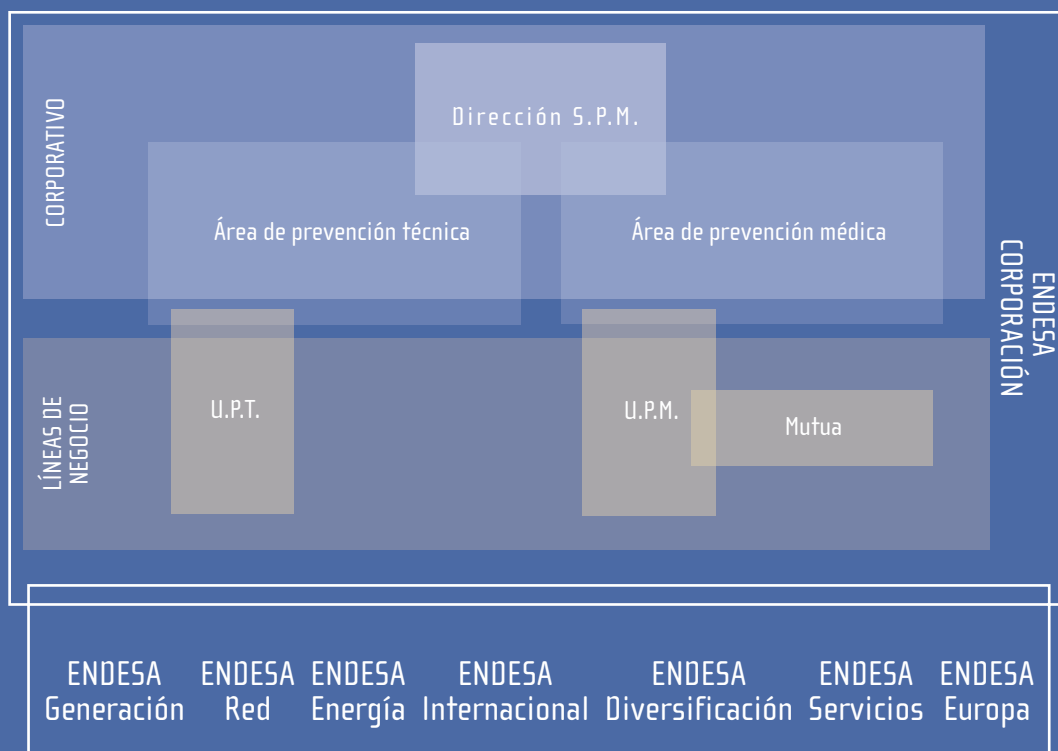 CORPORATIVO
Dirección S.P.M.
Área de prevención técnica
Área de prevención médica
ENDESA
CORPORACIÓN
LÍNEAS DE
NEGOCIO
U.P.T.
U.P.M.
Mutua
ENDESA
Generación
ENDESA
Red
ENDESA
Energía
ENDESA
Internacional
ENDESA
Diversificación
ENDESA
Servicios
ENDESA
Europa